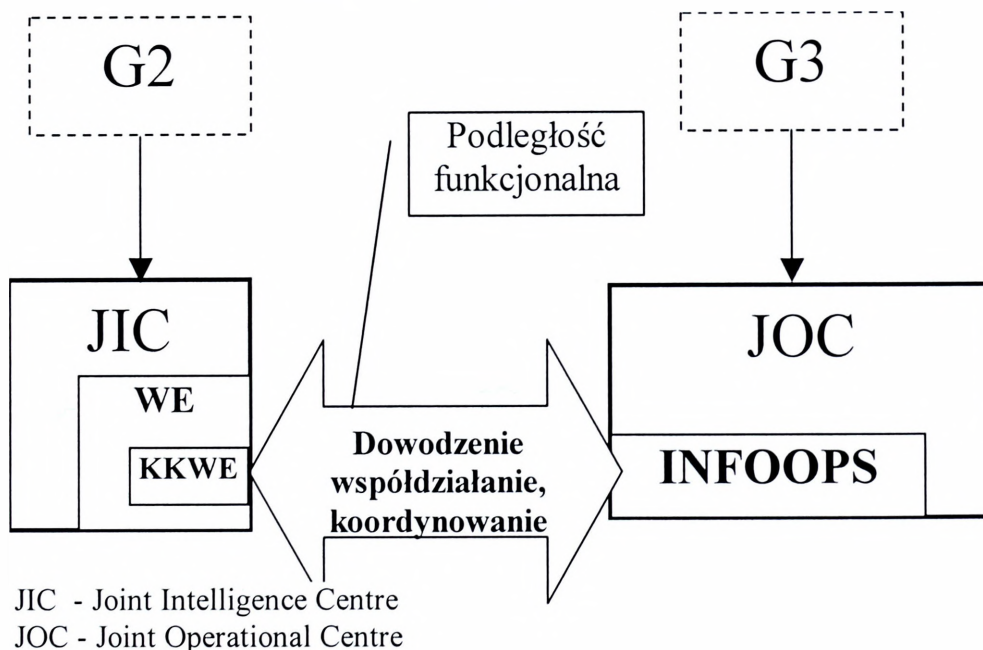 G2
G3
Podległość
funkcjonalna
JIC
JOC
WE
KKWE
Dowodzenie
współdziałanie,
koordynowanie
INFOOPS
JIC - Joint Intelligence Centre
JOC - Joint Operational Centre